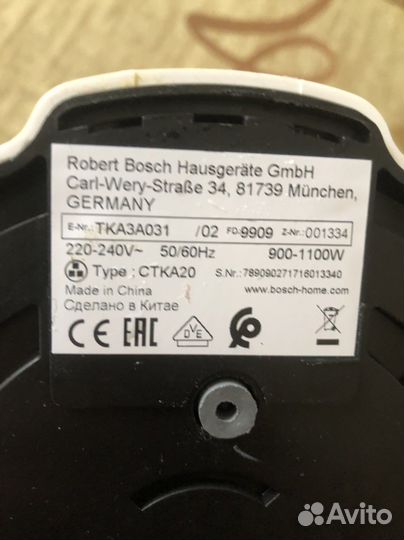 Robert Bosch Hausgeräte GmbH
Carl-Wery-Straße 34, 81739 München,
GERMANY
E-Nr.: TKA3A031 /02 FD: 9909 Z-Nr.: 001334
220-240V~ 50/60Hz 900-1100W
Type : CTKA20 S.Nr.: 789090271716013340
Made in China www.bosch-home.com
Сделано в Китае
CE EAC DVE
Avito